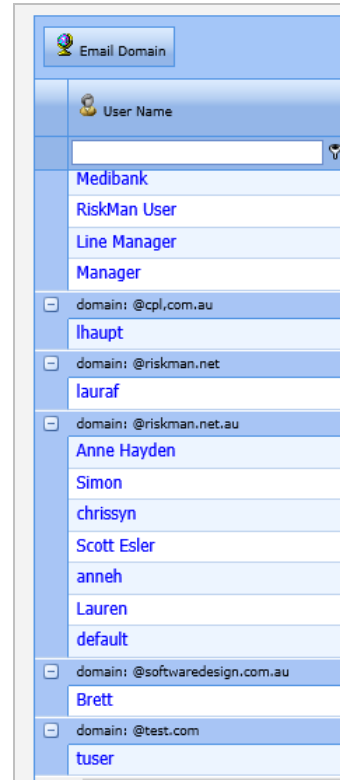 Email Domain
User Name
Medibank
RiskMan User
Line Manager
Manager
domain: @cpl,com.au
lhaupt
domain: @riskman.net
lauraf
domain: @riskman.net.au
Anne Hayden
Simon
chrissyn
Scott Esler
anneh
Lauren
default
domain: @softwaredesign.com.au
Brett
domain: @test.com
tuser